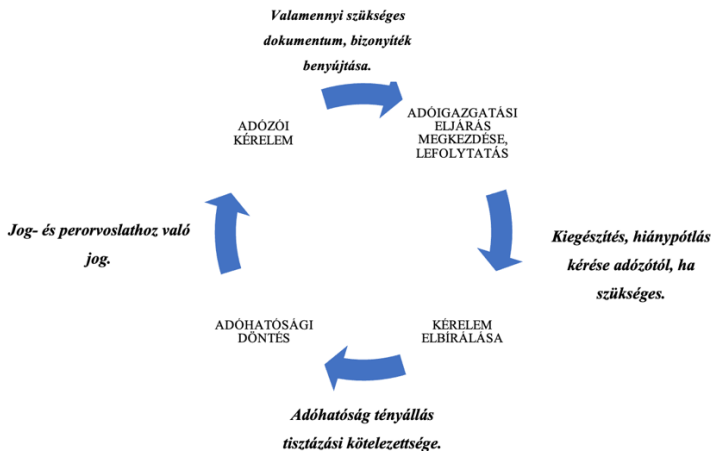 Valamennyi szükséges
dokumentum, bizonyíték
benyújtása.
ADÓZÓI
KÉRELEM
ADÓIGAZGATÁSI
ELJÁRÁS
MEGKEZDÉSE,
LEFOLYTATÁS
Kiegészítés, hiánypótlás
kérése adózótól, ha
szükséges.
KÉRELEM
ELBÍRÁLÁSA
Adóhatóság tényállás
tisztázási kötelezettsége.
ADÓHATÓSÁGI
DÖNTÉS
Jog- és perorvoslathoz való
jog.